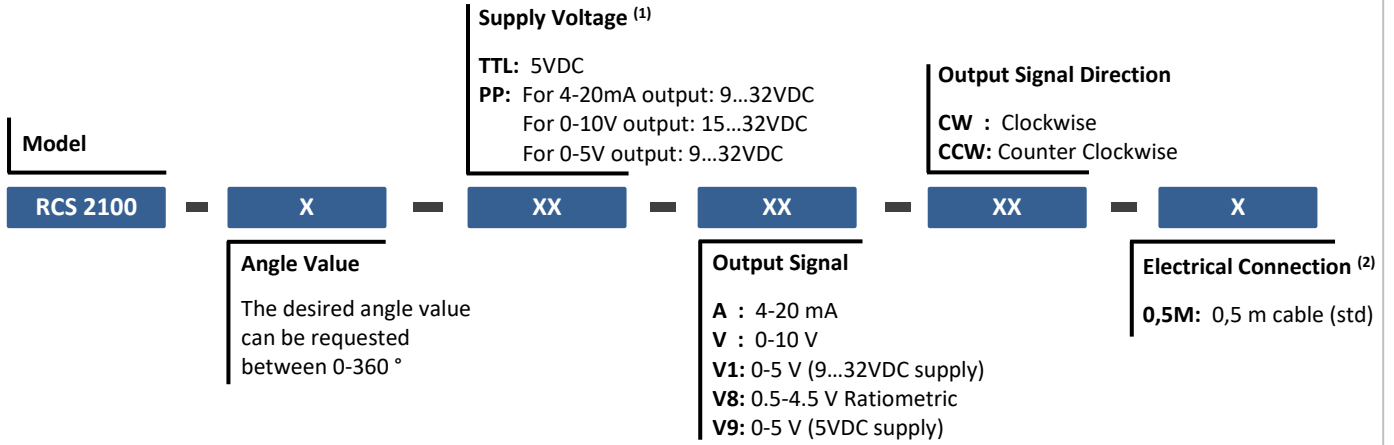 Supply Voltage (1)
TTL: 5VDC
PP: For 4-20mA output: 9...32VDC
For 0-10V output: 15...32VDC
For 0-5V output: 9...32VDC
Output Signal Direction
CW : Clockwise
CCW: Counter Clockwise
Model
RCS 2100 - X - XX - XX - XX - X
Angle Value
The desired angle value
can be requested
between 0-360 °
Output Signal
A : 4-20 mA
V : 0-10 V
V1: 0-5 V (9...32VDC supply)
V8: 0.5-4.5 V Ratiometric
V9: 0-5 V (5VDC supply)
Electrical Connection (2)
0,5M: 0,5 m cable (std)